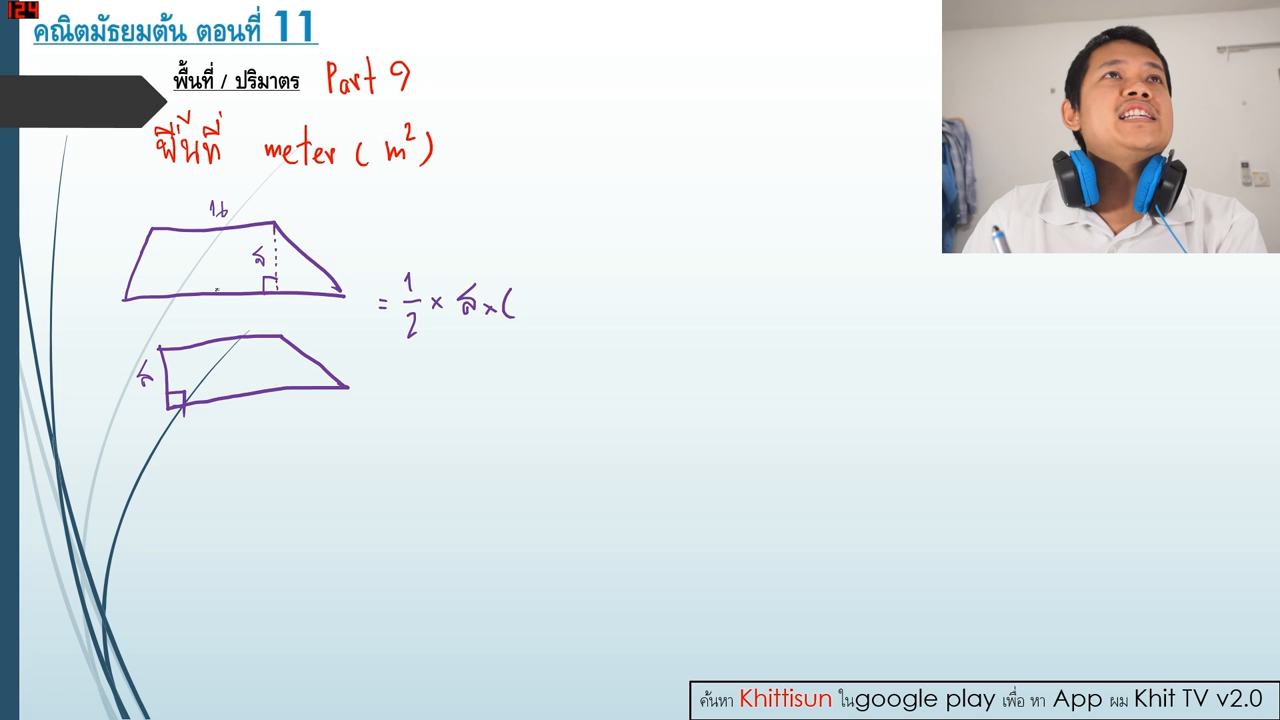 124
คณิตมัธยมต้น ตอนที่ 11
พื้นที่ / ปริมาตร Part 9
พื้นที่ meter ( m² )
ส
= 1/2 × ส × (
ส
ค้นหา Khittisun ในgoogle play เพื่อ หา App ผม Khit TV v2.0